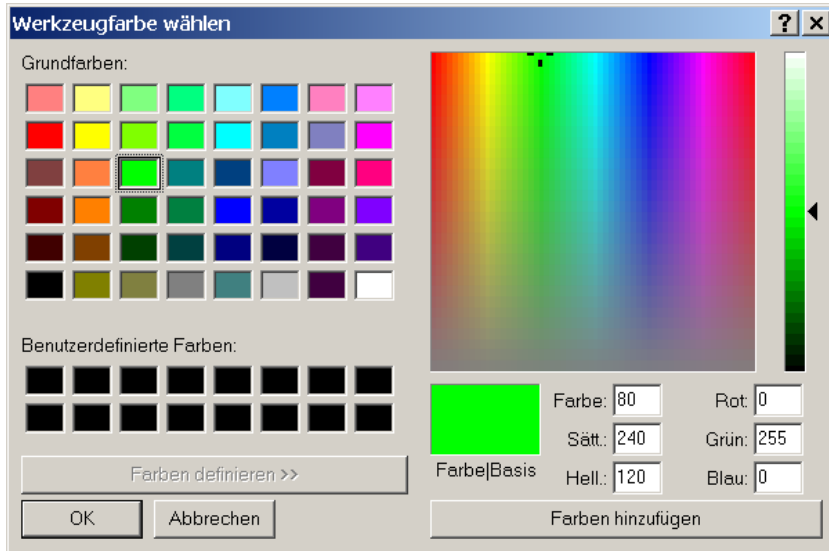 Werkzeugfarbe wählen
Grundfarben:
Benutzerdefinierte Farben:
Farben definieren >>
OK Abbrechen
Farbe|Basis
Farbe: 80 Rot: 0
Sätt.: 240 Grün: 255
Hell.: 120 Blau: 0
Farben hinzufügen